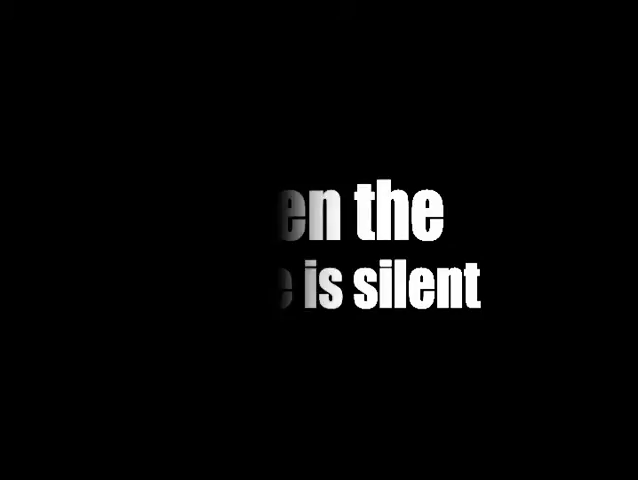 en the
e is silent